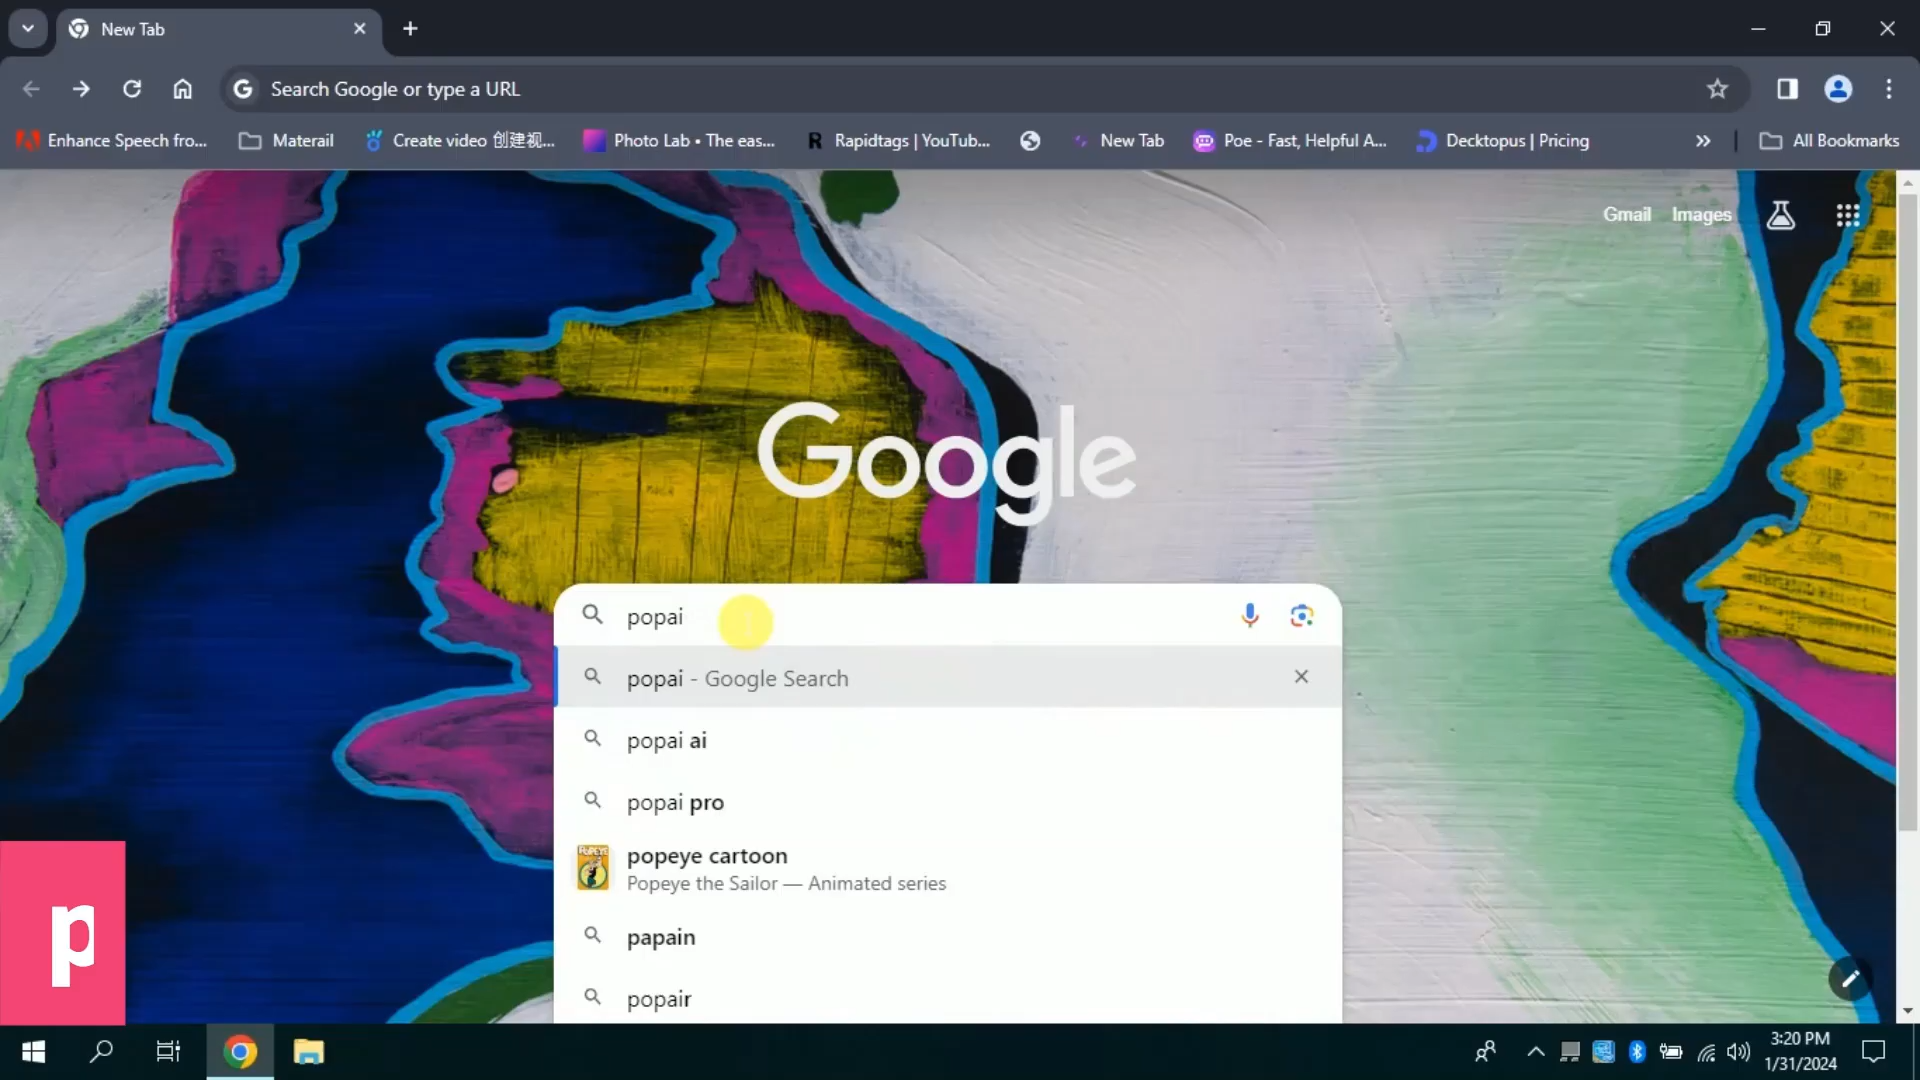 New Tab
Search Google or type a URL
Enhance Speech fro...
Materail
Create video 创建视...
Photo Lab • The eas...
R Rapidtags | YouTub...
New Tab
Poe - Fast, Helpful A...
Decktopus | Pricing
All Bookmarks
Gmail Images
Google
popai
popai - Google Search
popai ai
popai pro
popeye cartoon
Popeye the Sailor — Animated series
papain
popair
p
3:20 PM
1/31/2024